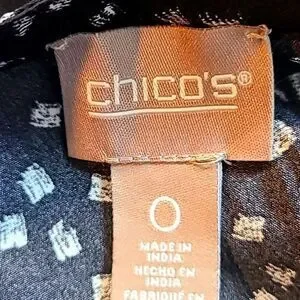 chico's®
0
MADE IN
INDIA
HECHO EN
INDIA
FABRIQUÉ EN